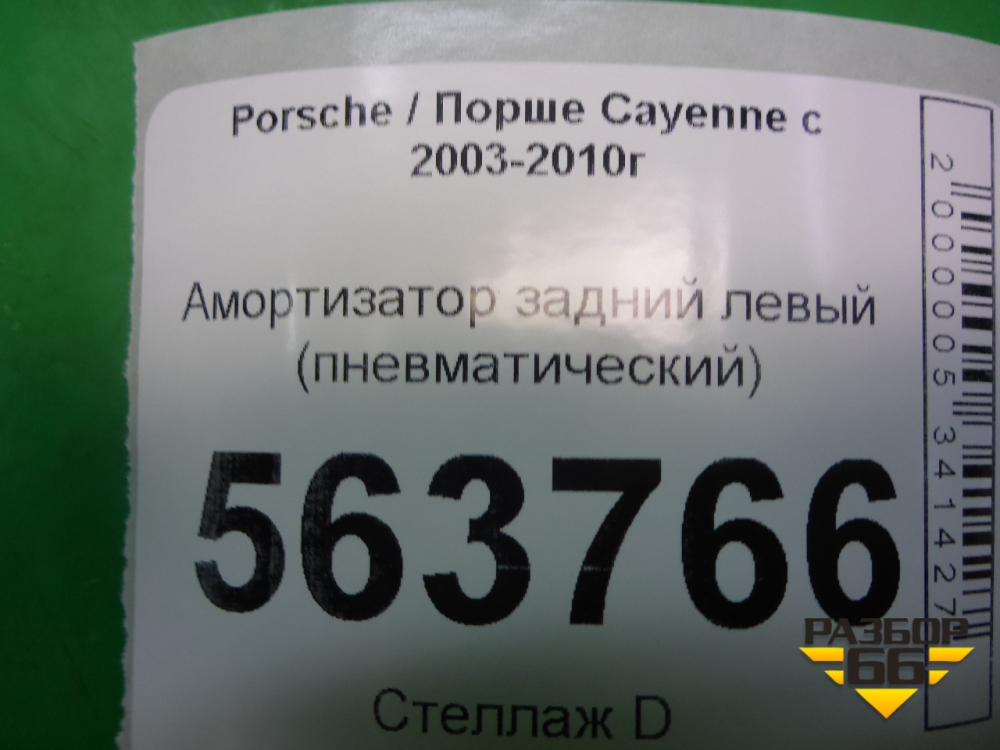 Porsche / Порше Cayenne с
2003-2010г
Амортизатор задний левый
(пневматический)
563766
Стеллаж D
2000005341427
РАЗБОР
66